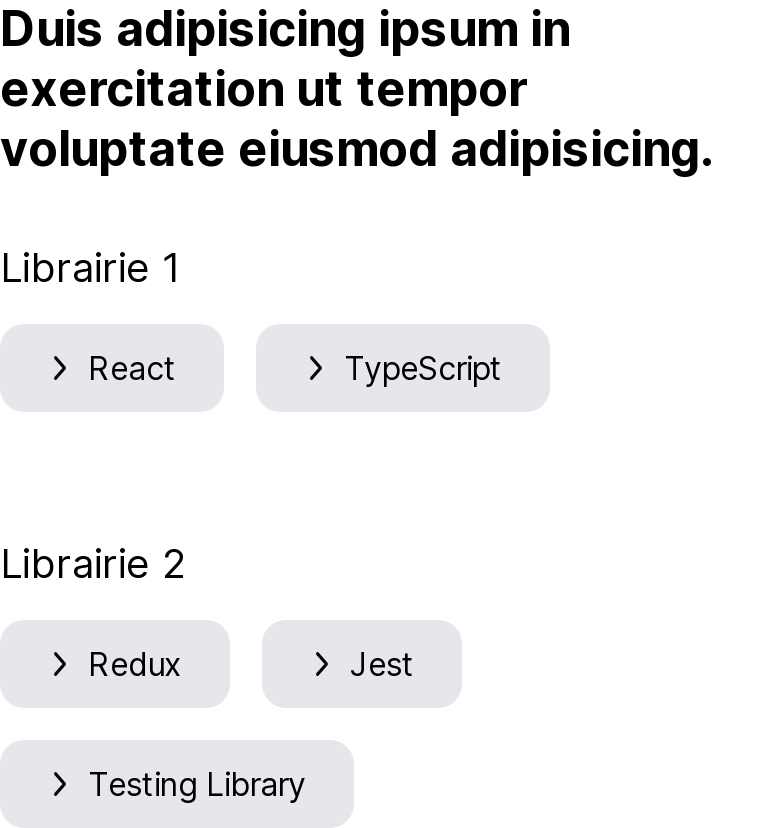 Duis adipisicing ipsum in
exercitation ut tempor
voluptate eiusmod adipisicing.
Librairie 1
React
TypeScript
Librairie 2
Redux
Jest
Testing Library